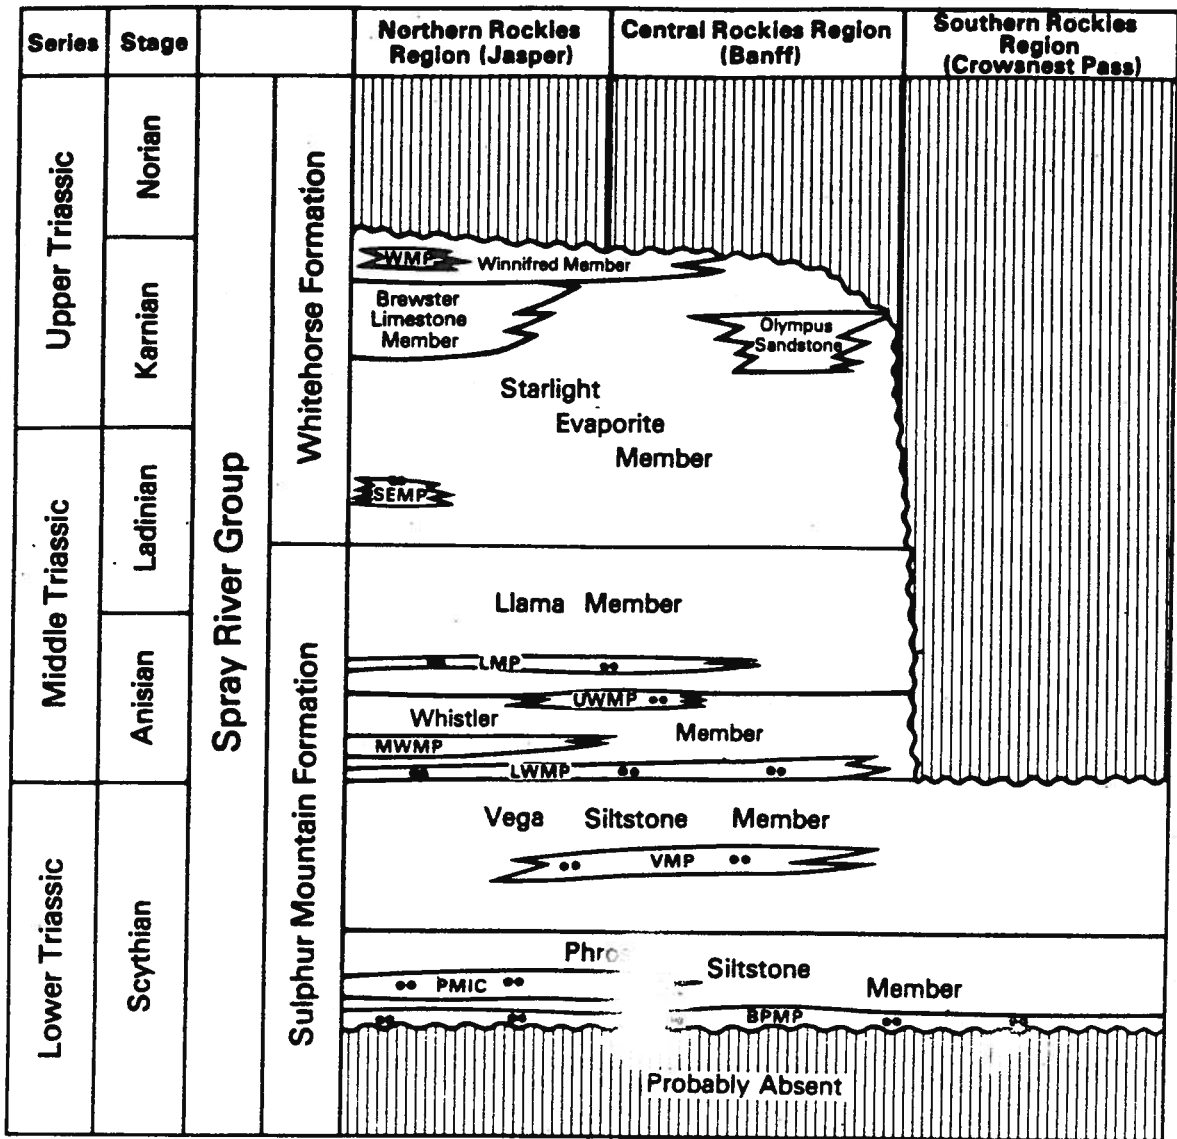 Series
Stage
Northern Rockies
Region (Jasper)
Central Rockies Region
(Banff)
Southern Rockies
Region
(Crowsnest Pass)
Upper Triassic
Middle Triassic
Lower Triassic
Norian
Karnian
Ladinian
Anisian
Scythian
Spray River Group
Whitehorse Formation
Sulphur Mountain Formation
WMP
Winnifred Member
Brewster
Limestone
Member
Olympus
Sandstone
Starlight
Evaporite
Member
SEMP
Llama Member
LMP
UWMP
Whistler
Member
MWMP
LWMP
Vega Siltstone Member
VMP
Siltstone
Member
PMIC
BPMP
Probably Absent